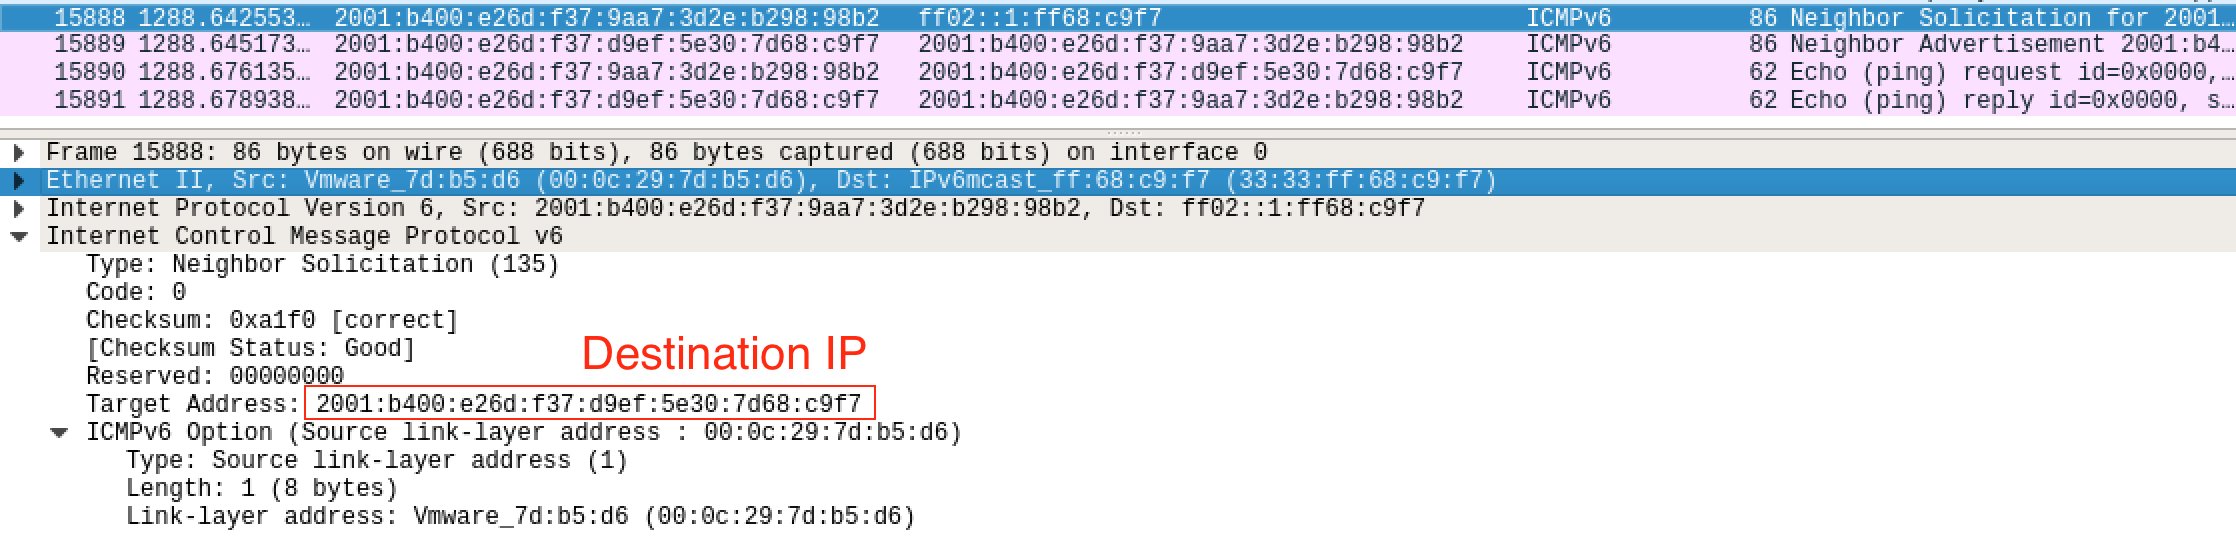 15888 1288.642553… 2001:b400:e26d:f37:9aa7:3d2e:b298:98b2 ff02::1:ff68:c9f7 ICMPv6 86 Neighbor Solicitation for 2001…
15889 1288.645173… 2001:b400:e26d:f37:d9ef:5e30:7d68:c9f7 2001:b400:e26d:f37:9aa7:3d2e:b298:98b2 ICMPv6 86 Neighbor Advertisement 2001:b4…
15890 1288.676135… 2001:b400:e26d:f37:9aa7:3d2e:b298:98b2 2001:b400:e26d:f37:d9ef:5e30:7d68:c9f7 ICMPv6 62 Echo (ping) request id=0x0000,…
15891 1288.678938… 2001:b400:e26d:f37:d9ef:5e30:7d68:c9f7 2001:b400:e26d:f37:9aa7:3d2e:b298:98b2 ICMPv6 62 Echo (ping) reply id=0x0000, s…
Frame 15888: 86 bytes on wire (688 bits), 86 bytes captured (688 bits) on interface 0
Ethernet II, Src: Vmware_7d:b5:d6 (00:0c:29:7d:b5:d6), Dst: IPv6mcast_ff:68:c9:f7 (33:33:ff:68:c9:f7)
Internet Protocol Version 6, Src: 2001:b400:e26d:f37:9aa7:3d2e:b298:98b2, Dst: ff02::1:ff68:c9f7
Internet Control Message Protocol v6
Type: Neighbor Solicitation (135)
Code: 0
Checksum: 0xa1f0 [correct]
[Checksum Status: Good]
Destination IP
Reserved: 00000000
Target Address: 2001:b400:e26d:f37:d9ef:5e30:7d68:c9f7
ICMPv6 Option (Source link-layer address : 00:0c:29:7d:b5:d6)
Type: Source link-layer address (1)
Length: 1 (8 bytes)
Link-layer address: Vmware_7d:b5:d6 (00:0c:29:7d:b5:d6)